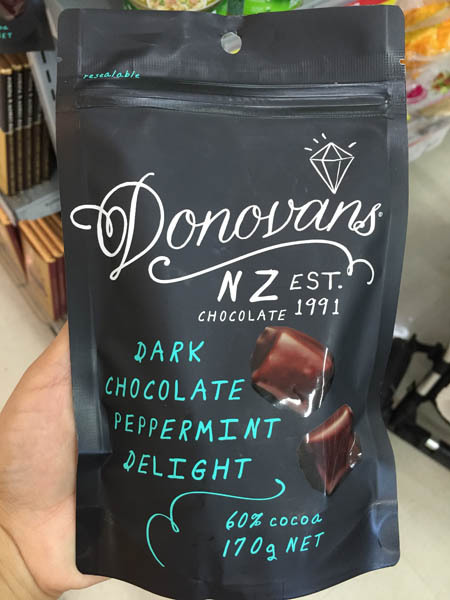 resealable
Donovans
NZ EST.
CHOCOLATE 1991
DARK
CHOCOLATE
PEPPERMINT
DELIGHT
60% cocoa
170g NET